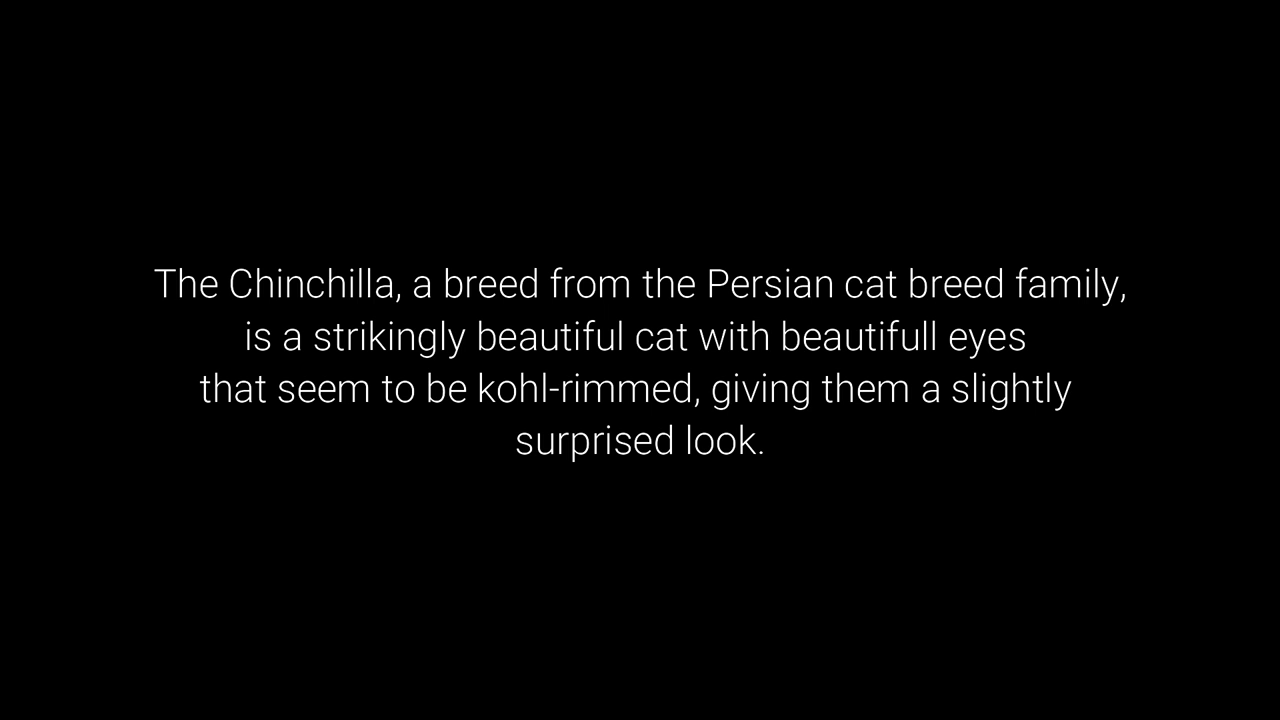 The Chinchilla, a breed from the Persian cat breed family,
is a strikingly beautiful cat with beautifull eyes
that seem to be kohl-rimmed, giving them a slightly
surprised look.